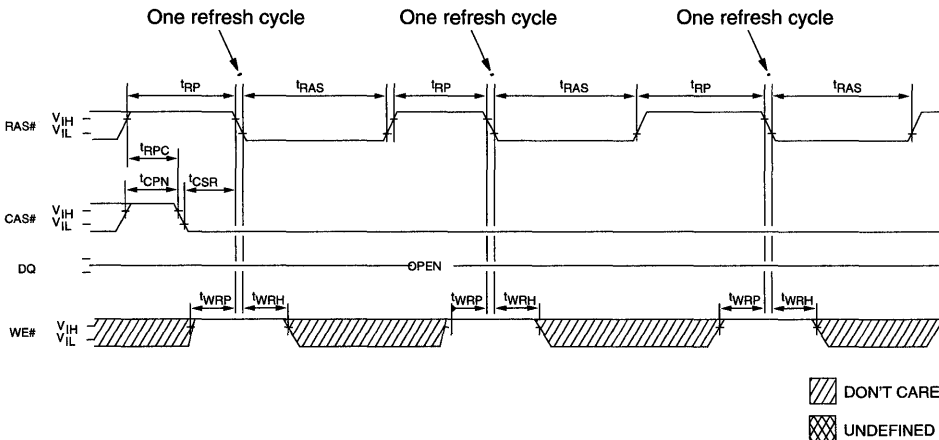 One refresh cycle One refresh cycle One refresh cycle
tRP tRAS tRP tRAS tRP tRAS
RAS# VIH
VIL
tRPC
tCPN tCSR
CAS# VIH
VIL
DQ OPEN
tWRP tWRH tWRP tWRH tWRP tWRH
WE# VIH
VIL
DON'T CARE
UNDEFINED